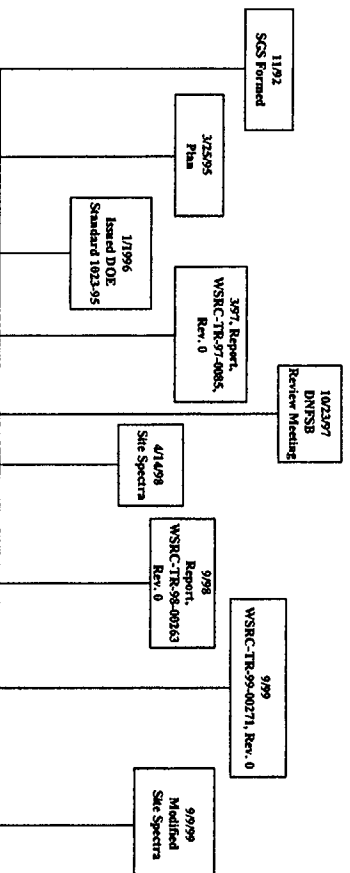 11/92
SGS Formed
3/25/95
Plan
1/1996
Issued DOE
Standard 1023-95
3/97, Report,
WSRC-TR-97-0085,
Rev. 0
10/23/97
DNFSB
Review Meeting
4/14/98
Site Spectra
9/98
Report,
WSRC-TR-98-00263
Rev. 0
9/99
WSRC-TR-99-00271, Rev. 0
9/9/99
Modified
Site Spectra